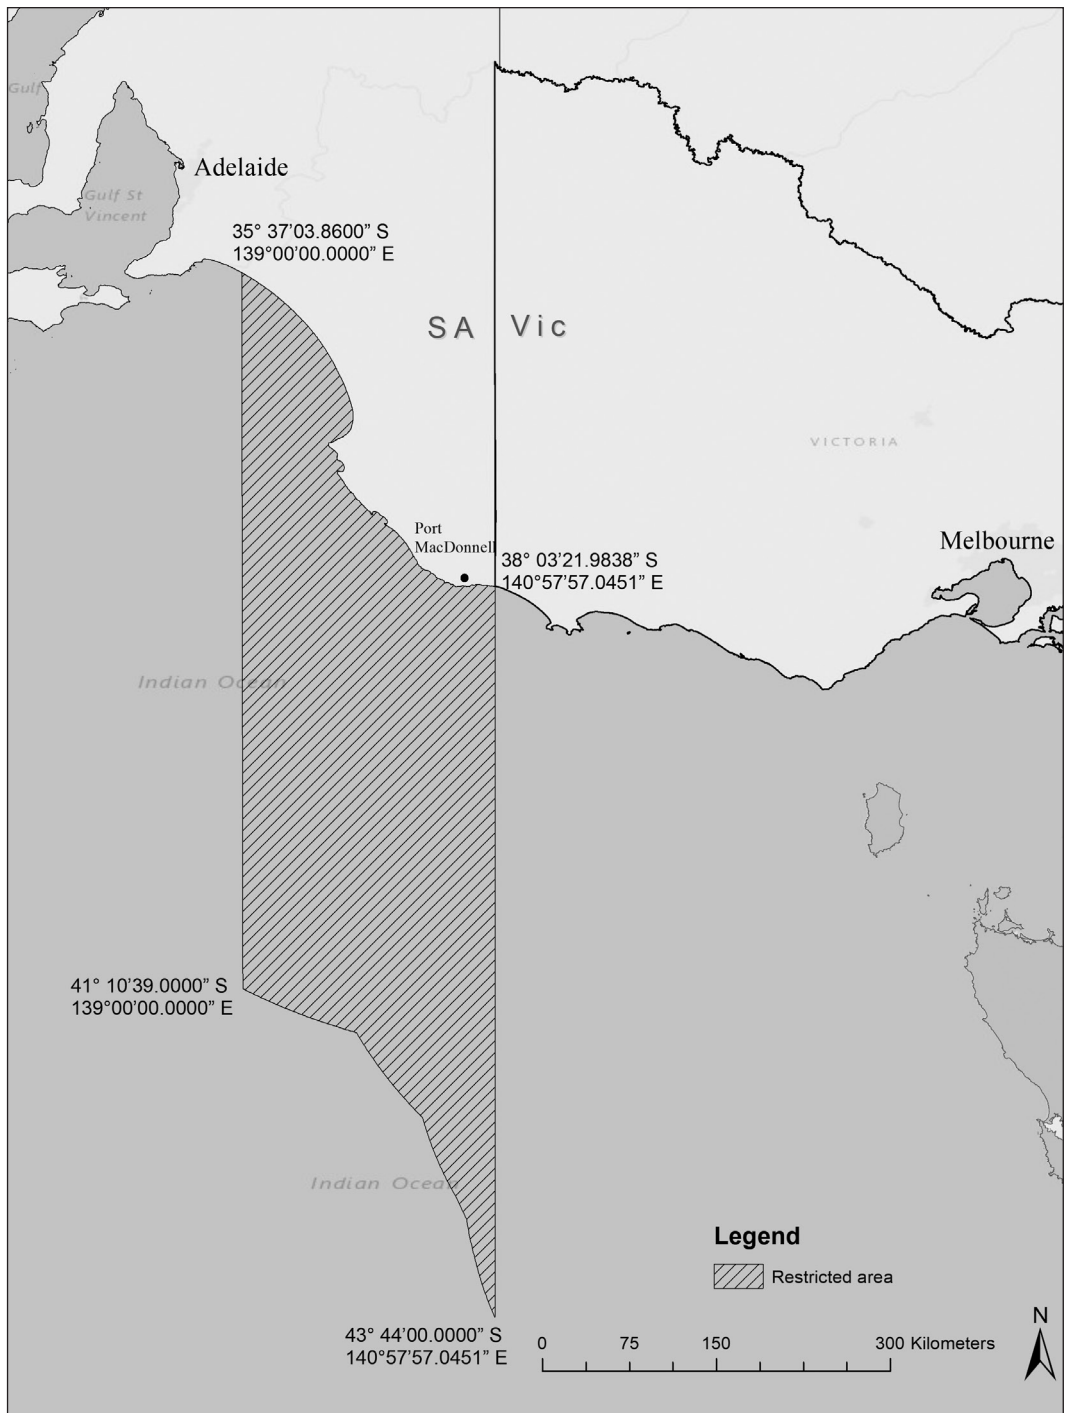 Gulf
Adelaide
Gulf St
Vincent
35° 37’03.8600” S
139°00’00.0000” E
SA
Vic
VICTORIA
Port
MacDonnell
Melbourne
38° 03’21.9838” S
140°57’57.0451” E
Indian Ocean
41° 10’39.0000” S
139°00’00.0000” E
Indian Ocean
Legend
Restricted area
43° 44’00.0000” S
140°57’57.0451” E
0 75 150 300 Kilometers
N